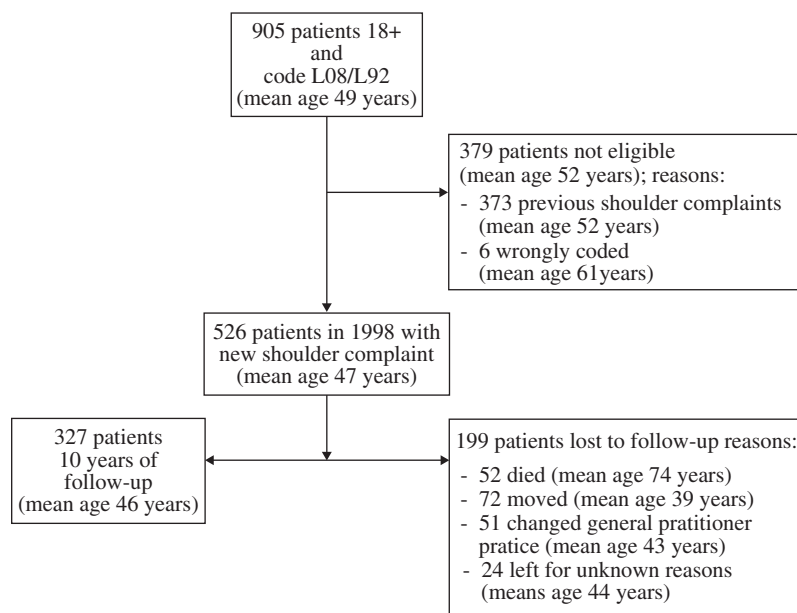 905 patients 18+
and
code L08/L92
(mean age 49 years)
379 patients not eligible
(mean age 52 years); reasons:
- 373 previous shoulder complaints
(mean age 52 years)
- 6 wrongly coded
(mean age 61years)
526 patients in 1998 with
new shoulder complaint
(mean age 47 years)
327 patients
10 years of
follow-up
(mean age 46 years)
199 patients lost to follow-up reasons:
- 52 died (mean age 74 years)
- 72 moved (mean age 39 years)
- 51 changed general pratitioner
pratice (mean age 43 years)
- 24 left for unknown reasons
(means age 44 years)